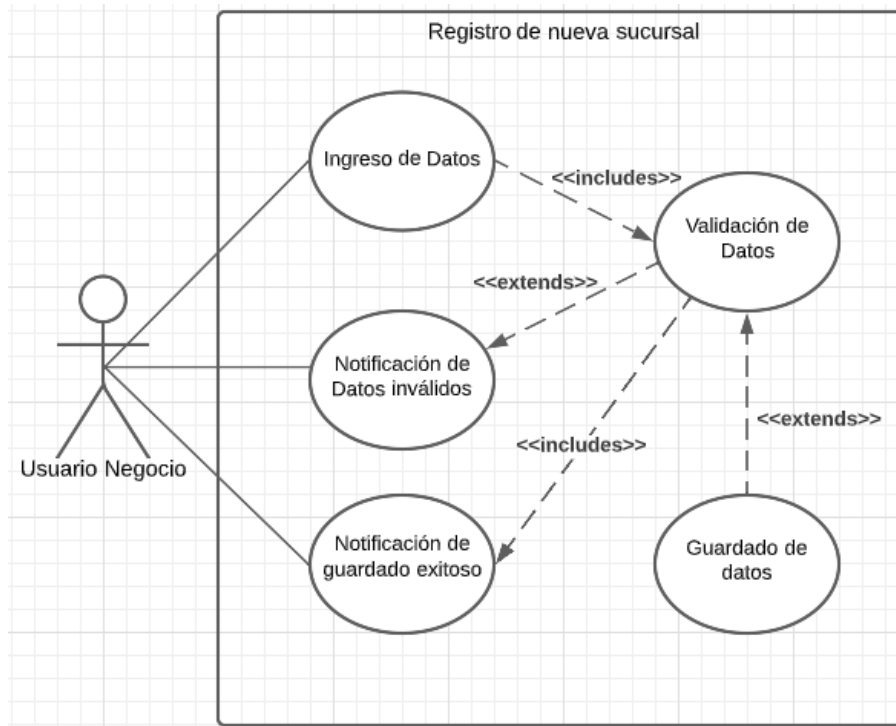 Registro de nueva sucursal
Ingreso de Datos
<<includes>>
Validación de
Datos
<<extends>>
Notificación de
Datos inválidos
<<extends>>
<<includes>>
Usuario Negocio
Notificación de
guardado exitoso
Guardado de
datos